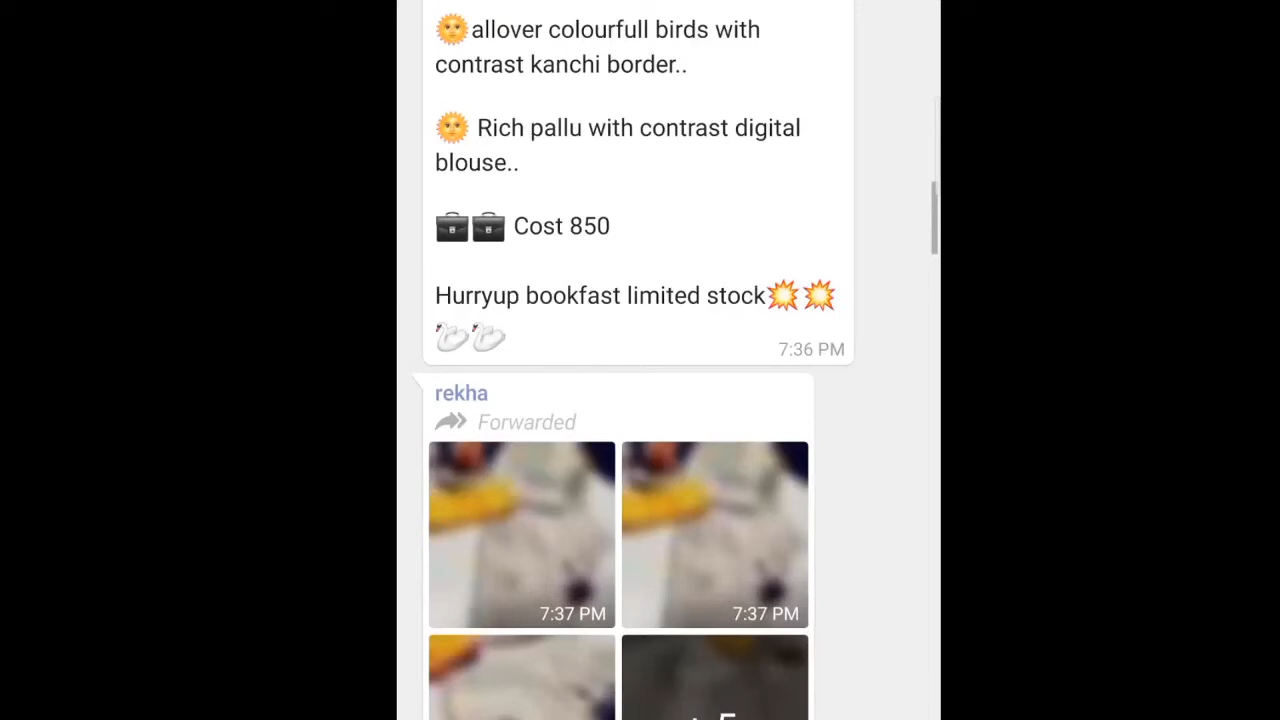 🌞allover colourfull birds with
contrast kanchi border..
🌞 Rich pallu with contrast digital
blouse..
💼💼 Cost 850
Hurryup bookfast limited stock💥💥
🦢🦢
7:36 PM
rekha
Forwarded
7:37 PM
7:37 PM